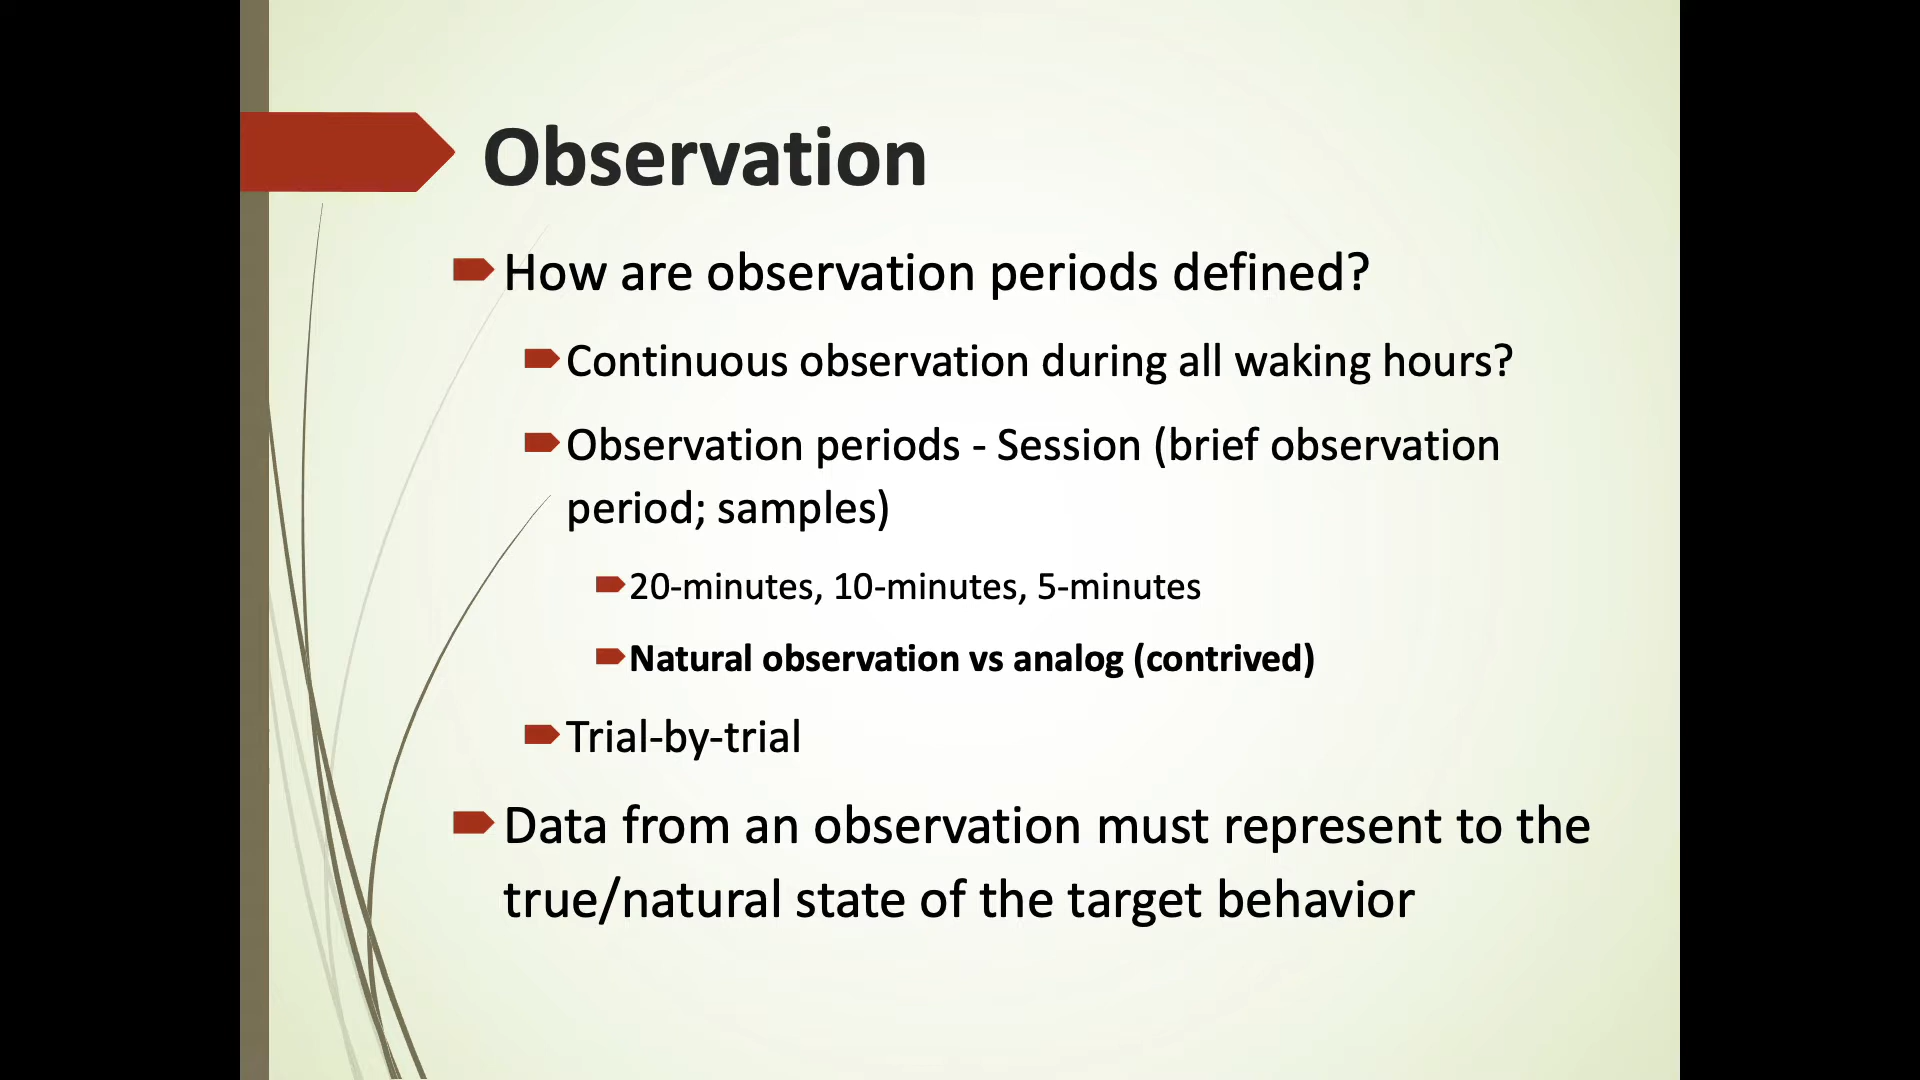 Observation
How are observation periods defined?
Continuous observation during all waking hours?
Observation periods - Session (brief observation
period; samples)
20-minutes, 10-minutes, 5-minutes
Natural observation vs analog (contrived)
Trial-by-trial
Data from an observation must represent to the
true/natural state of the target behavior